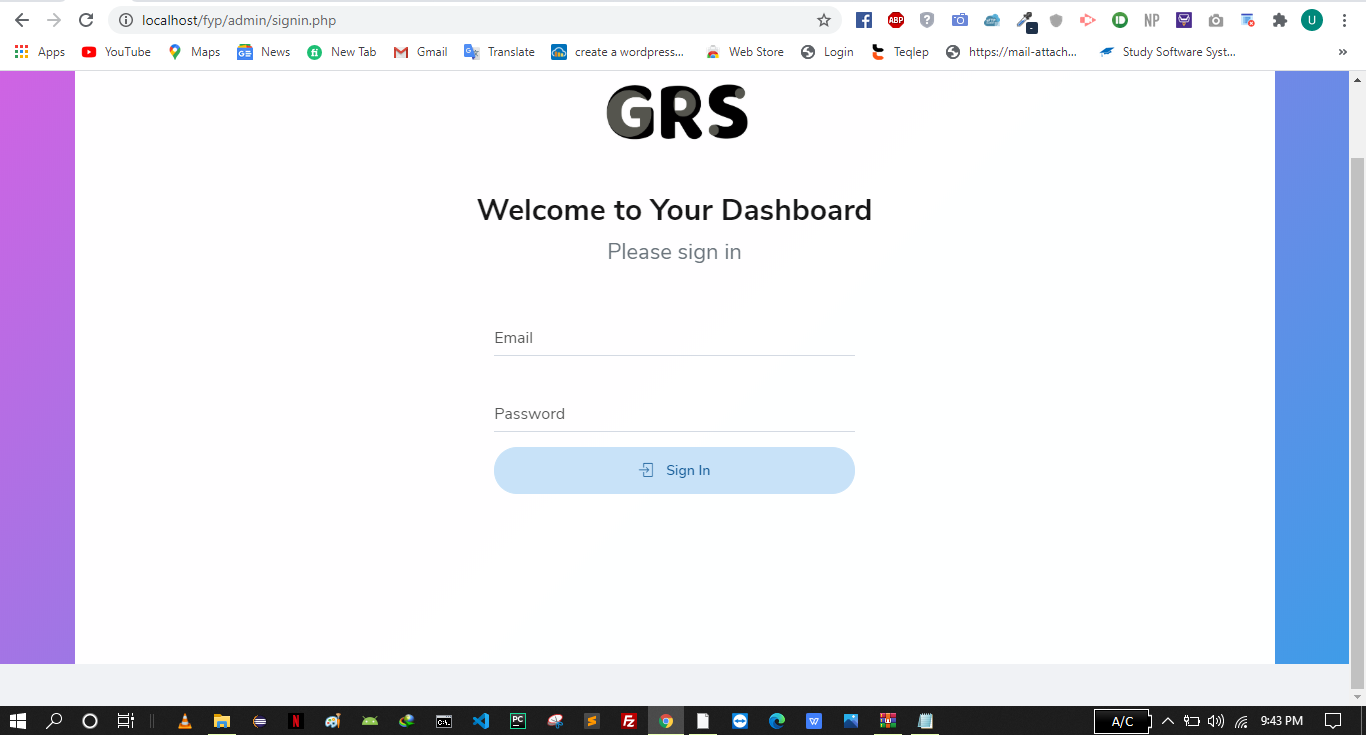 localhost/fyp/admin/signin.php
ABP
NP
U
Apps YouTube Maps News New Tab Gmail Translate create a wordpress... Web Store Login Teqlep https://mail-attach... Study Software Syst... »
GRS
Welcome to Your Dashboard
Please sign in
Email
Password
Sign In
A/C 9:43 PM